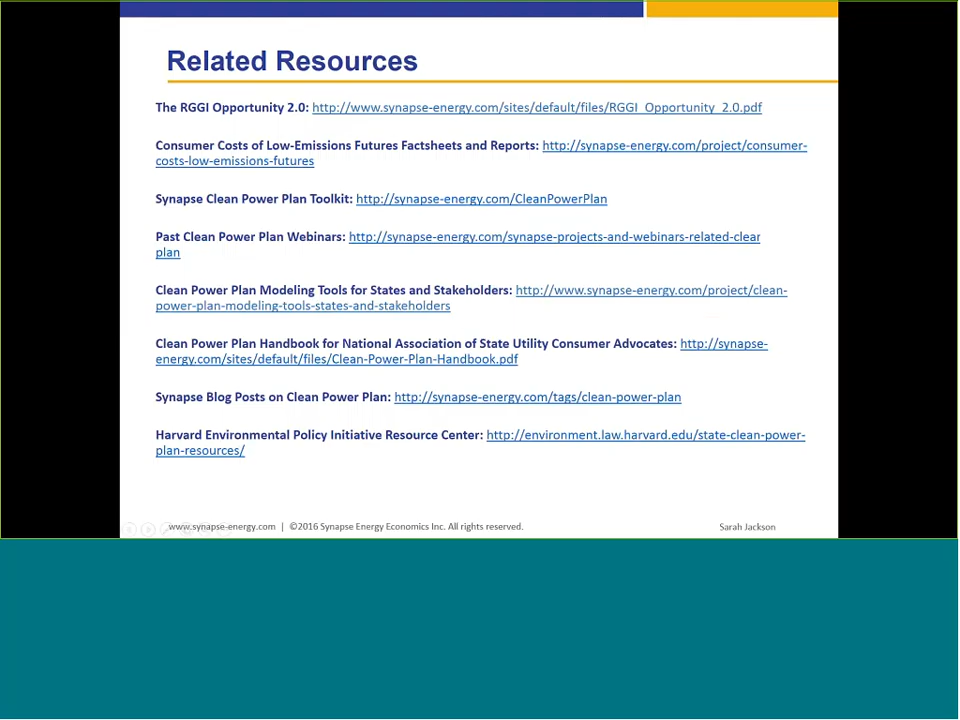 Related Resources
The RGGI Opportunity 2.0: http://www.synapse-energy.com/sites/default/files/RGGI_Opportunity_2.0.pdf
Consumer Costs of Low-Emissions Futures Factsheets and Reports: http://synapse-energy.com/project/consumer-
costs-low-emissions-futures
Synapse Clean Power Plan Toolkit: http://synapse-energy.com/CleanPowerPlan
Past Clean Power Plan Webinars: http://synapse-energy.com/synapse-projects-and-webinars-related-clear
plan
Clean Power Plan Modeling Tools for States and Stakeholders: http://www.synapse-energy.com/project/clean-
power-plan-modeling-tools-states-and-stakeholders
Clean Power Plan Handbook for National Association of State Utility Consumer Advocates: http://synapse-
energy.com/sites/default/files/Clean-Power-Plan-Handbook.pdf
Synapse Blog Posts on Clean Power Plan: http://synapse-energy.com/tags/clean-power-plan
Harvard Environmental Policy Initiative Resource Center: http://environment.law.harvard.edu/state-clean-power-
plan-resources/
www.synapse-energy.com | ©2016 Synapse Energy Economics Inc. All rights reserved.
Sarah Jackson